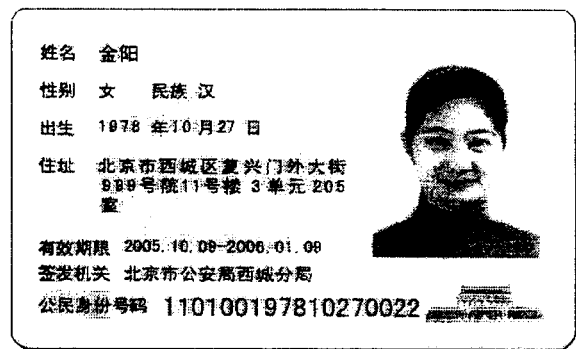 姓名 金阳
性别 女 民族 汉
出生 1978 年10 月27 日
住址 北京市西城区复兴门外大街
999号院11号楼 3 单元 205
室
有效期限 2005.10.09-2006.01.09
签发机关 北京市公安局西城分局
公民身份号码 110100197810270022